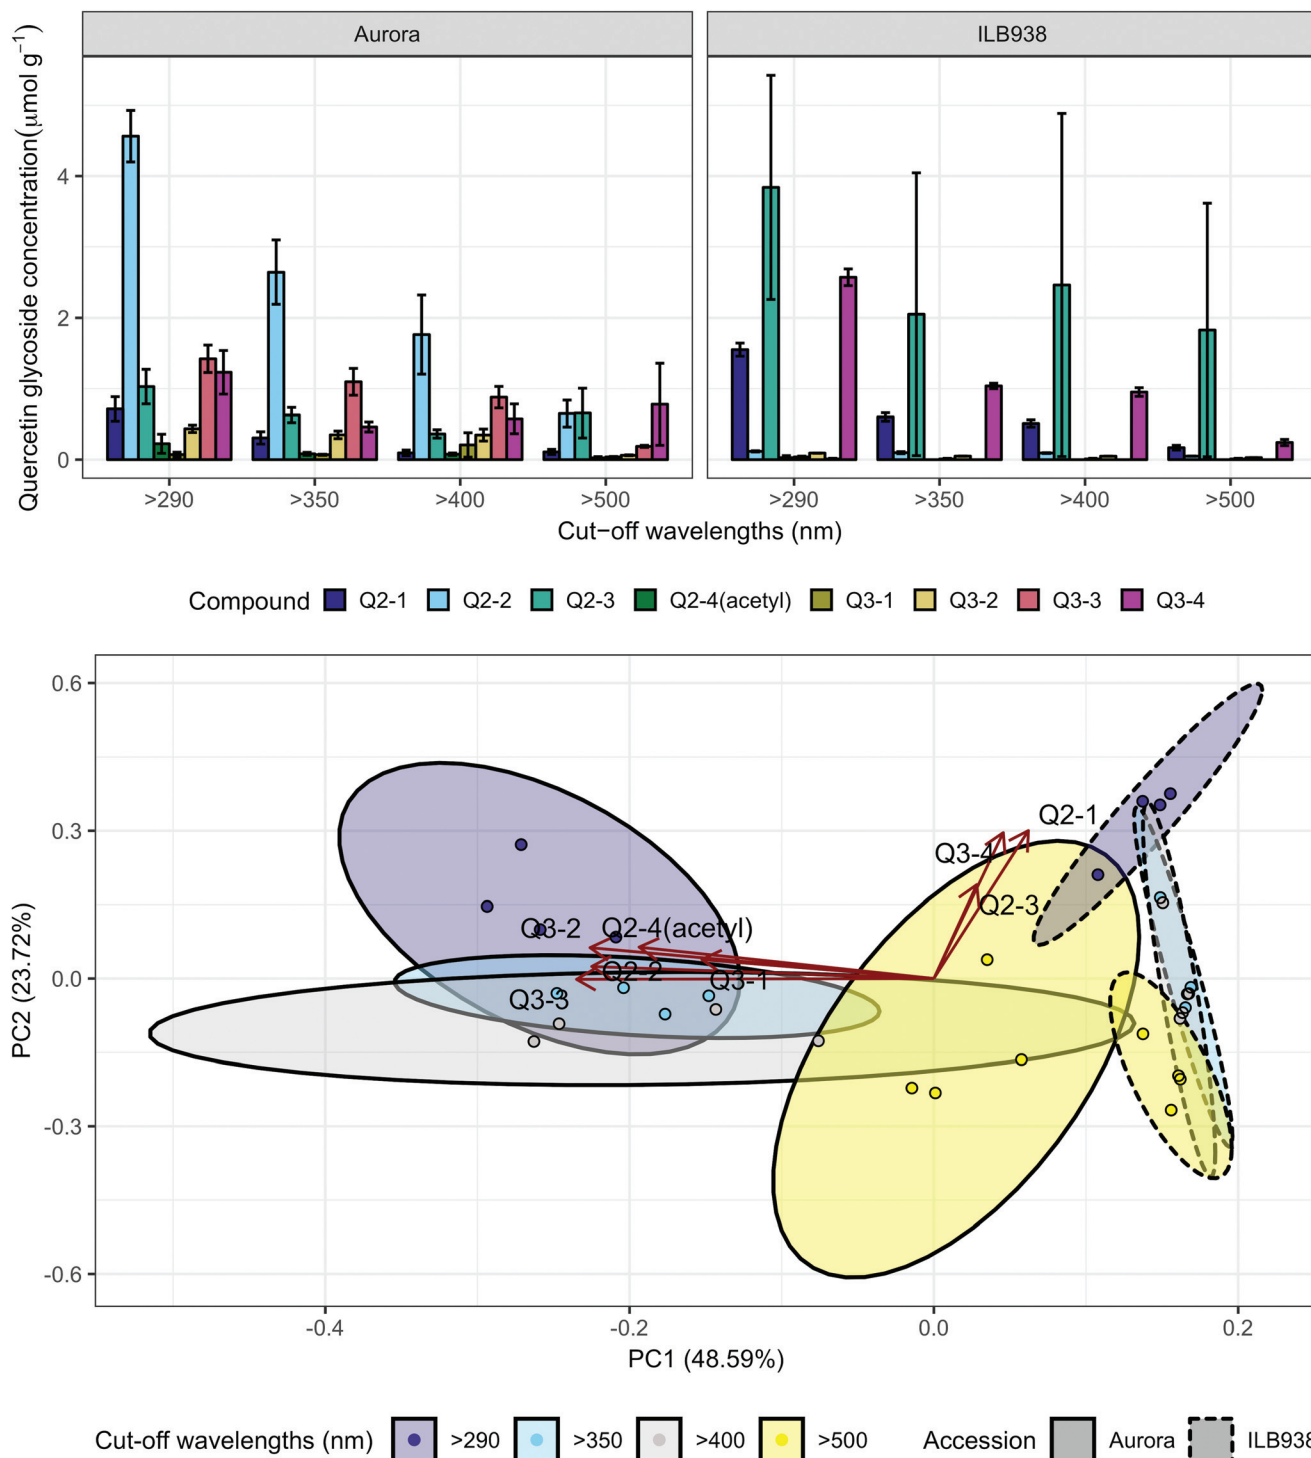 Aurora
ILB938
Quercetin glycoside concentration(μmol g⁻¹)
4
2
0
>290
>350
>400
>500
>290
>350
>400
>500
Cut−off wavelengths (nm)
Compound Q2-1 Q2-2 Q2-3 Q2-4(acetyl) Q3-1 Q3-2 Q3-3 Q3-4
PC2 (23.72%)
0.6
0.3
0.0
-0.3
-0.6
Q2-1
Q3-4
Q2-3
Q3-2
Q2-4(acetyl)
Q2-2
Q3-1
Q3-3
-0.4
-0.2
0.0
0.2
PC1 (48.59%)
Cut-off wavelengths (nm) >290 >350 >400 >500 Accession Aurora ILB938